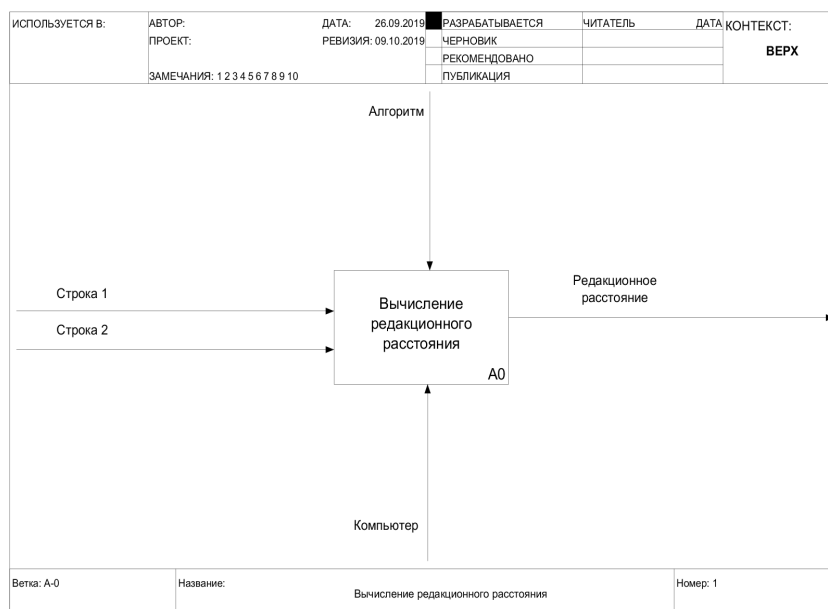 ИСПОЛЬЗУЕТСЯ В:
АВТОР:
ДАТА: 26.09.2019
РАЗРАБАТЫВАЕТСЯ
ЧИТАТЕЛЬ
ДАТА
КОНТЕКСТ:
ПРОЕКТ:
РЕВИЗИЯ: 09.10.2019
ЧЕРНОВИК
ВЕРХ
РЕКОМЕНДОВАНО
ЗАМЕЧАНИЯ: 1 2 3 4 5 6 7 8 9 10
ПУБЛИКАЦИЯ
Алгоритм
Строка 1
Строка 2
Вычисление
редакционного
расстояния
A0
Редакционное
расстояние
Компьютер
Ветка: A-0
Название:
Вычисление редакционного расстояния
Номер: 1